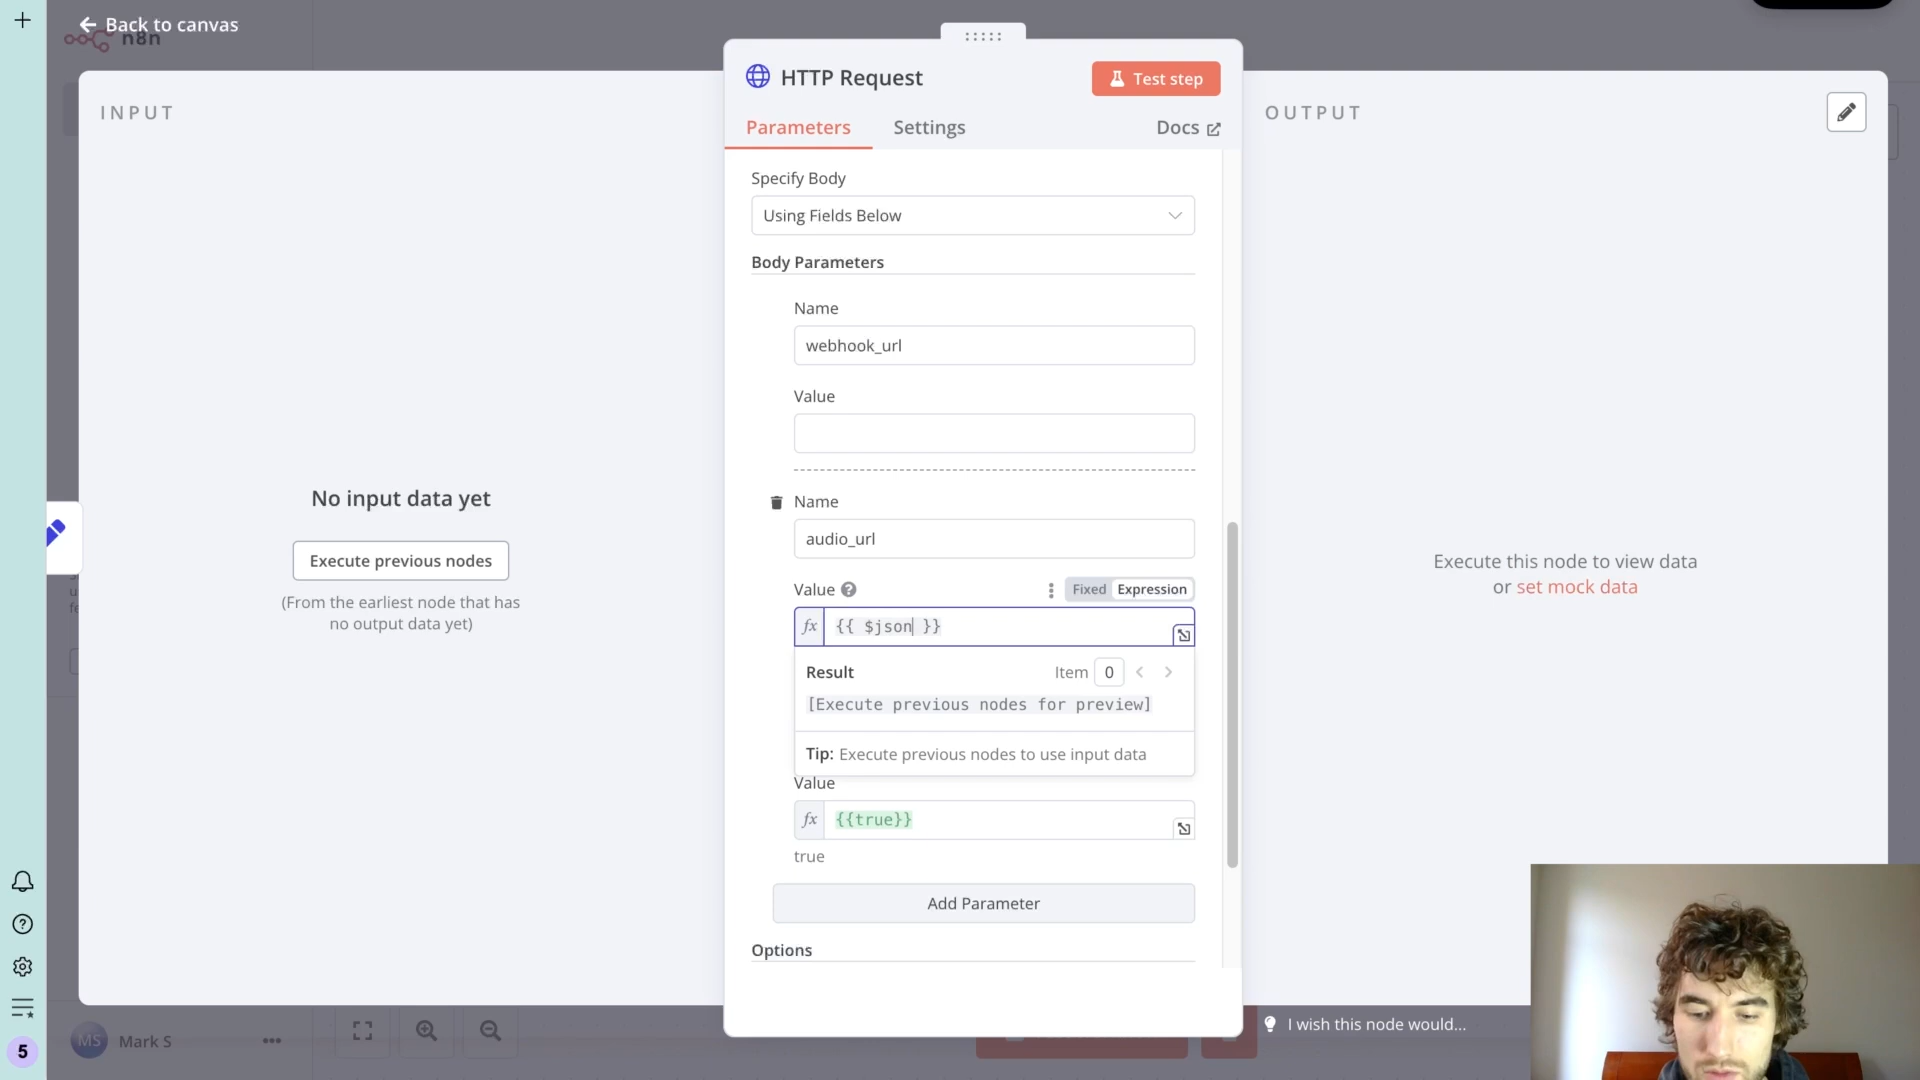 Back to canvas
n8n
INPUT
HTTP Request
Test step
Parameters
Settings
Docs
OUTPUT
Specify Body
Using Fields Below
Body Parameters
Name
webhook_url
Value
Name
audio_url
Value
Fixed
Expression
fx
{{ $json }}
Result
Item
0
[Execute previous nodes for preview]
Tip: Execute previous nodes to use input data
Value
fx
{{true}}
true
Add Parameter
Options
No input data yet
Execute previous nodes
(From the earliest node that has
no output data yet)
Execute this node to view data
or set mock data
I wish this node would...
MS
Mark S
5